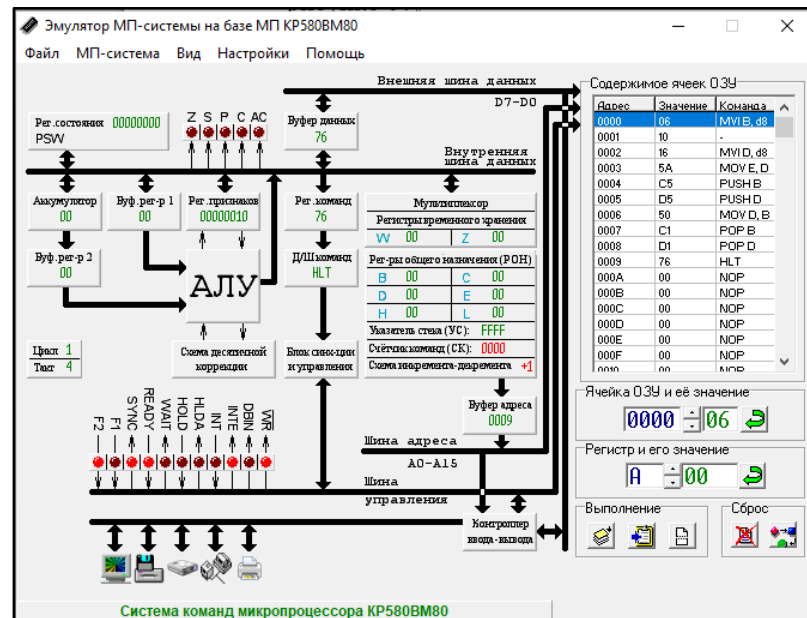 Эмулятор МП-системы на базе МП КР580ВМ80
Файл МП-система Вид Настройки Помощь
Внешняя шина данных
D7-D0
Рег.состояния 00000000
PSW
Z S P C AC
Буфер данных
76
Внутренняя
шина данных
Аккумулятор
00
Буф.рег-р 1
00
Рег.признаков
00000010
Рег.команд
76
Мультиплексор
Регистры временного хранения
W 00 Z 00
Буф.рег-р 2
00
АЛУ
Д/Ш команд
HLT
Рег-ры общего назначения (РОН)
B 00 C 00
D 00 E 00
H 00 L 00
Указатель стека (УС): FFFF
Счётчик команд (СК): 0000
Схема инкремента-декремента +1
Цикл 1
Такт 4
Схема десятичной
коррекции
Блок синх-ции
и управления
Буфер адреса
0009
F2 F1 SYNC READY WAIT HOLD HLDA INT INTE DBIN WR
Шина адреса
A0-A15
Шина
управления
Контроллер
ввода-вывода
Система команд микропроцессора КР580ВМ80
Содержимое ячеек ОЗУ
Адрес Значение Команда
0000 06 MVI B, d8
0001 10 -
0002 16 MVI D, d8
0003 5A MOV E, D
0004 C5 PUSH B
0005 D5 PUSH D
0006 50 MOV D, B
0007 C1 POP B
0008 D1 POP D
0009 76 HLT
000A 00 NOP
000B 00 NOP
000C 00 NOP
000D 00 NOP
000E 00 NOP
000F 00 NOP
0010 00 NOP
Ячейка ОЗУ и её значение
0000 06
Регистр и его значение
A 00
Выполнение
Сброс